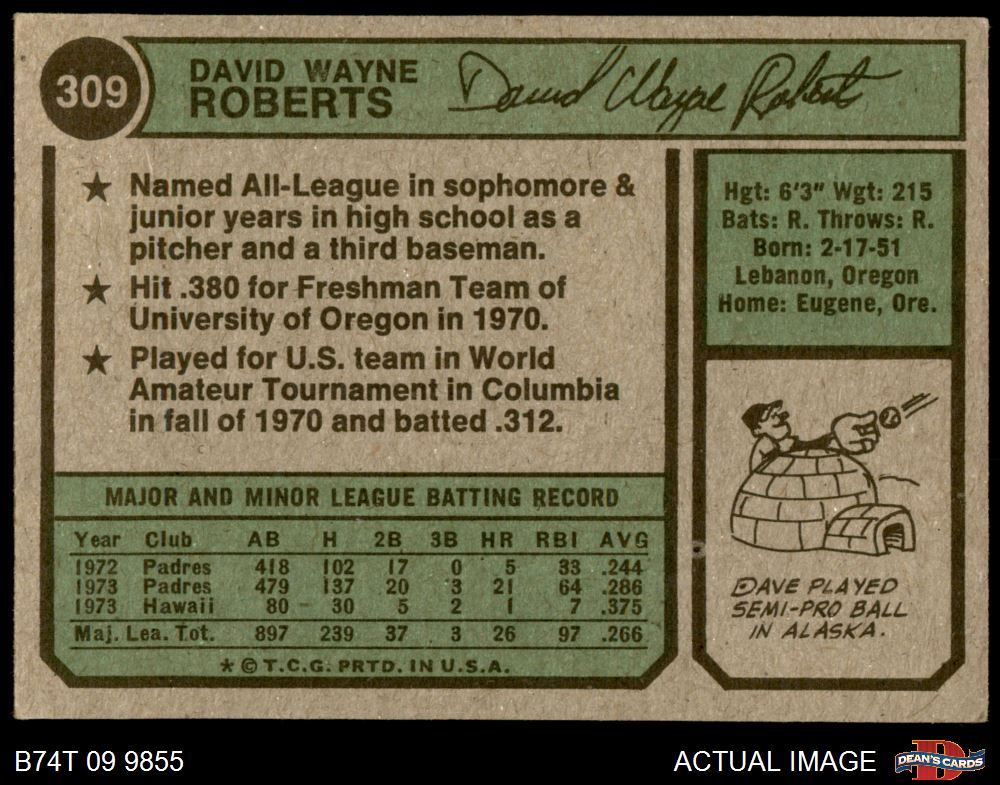 309
DAVID WAYNE
ROBERTS
David Wayne Roberts
★ Named All-League in sophomore &
junior years in high school as a
pitcher and a third baseman.
★ Hit .380 for Freshman Team of
University of Oregon in 1970.
★ Played for U.S. team in World
Amateur Tournament in Columbia
in fall of 1970 and batted .312.
MAJOR AND MINOR LEAGUE BATTING RECORD
Year Club AB H 2B 3B HR RBI AVG
1972 Padres 418 102 17 0 5 33 .244
1973 Padres 479 137 20 3 21 64 .286
1973 Hawaii 80 30 5 2 1 7 .375
Maj. Lea. Tot. 897 239 37 3 26 97 .266
* © T.C.G. PRTD. IN U.S.A.
Hgt: 6'3" Wgt: 215
Bats: R. Throws: R.
Born: 2-17-51
Lebanon, Oregon
Home: Eugene, Ore.
DAVE PLAYED
SEMI-PRO BALL
IN ALASKA.
B74T 09 9855
ACTUAL IMAGE
D
DEAN'S CARDS